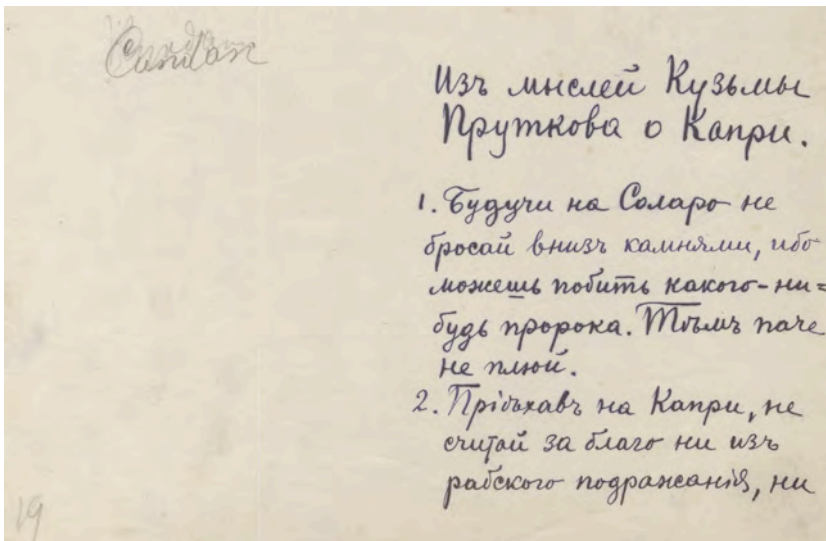 Изъ мыслей Кузьмы
Пруткова о Капри.
1. Будучи на Соларо не
бросай внизъ камнями, ибо
можешь побить какого-ни=
будь пророка. Тѣмъ паче
не плюй.
2. Пріѣхавъ на Капри, не
считай за благо ни изъ
рабскаго подражанія, ни
19